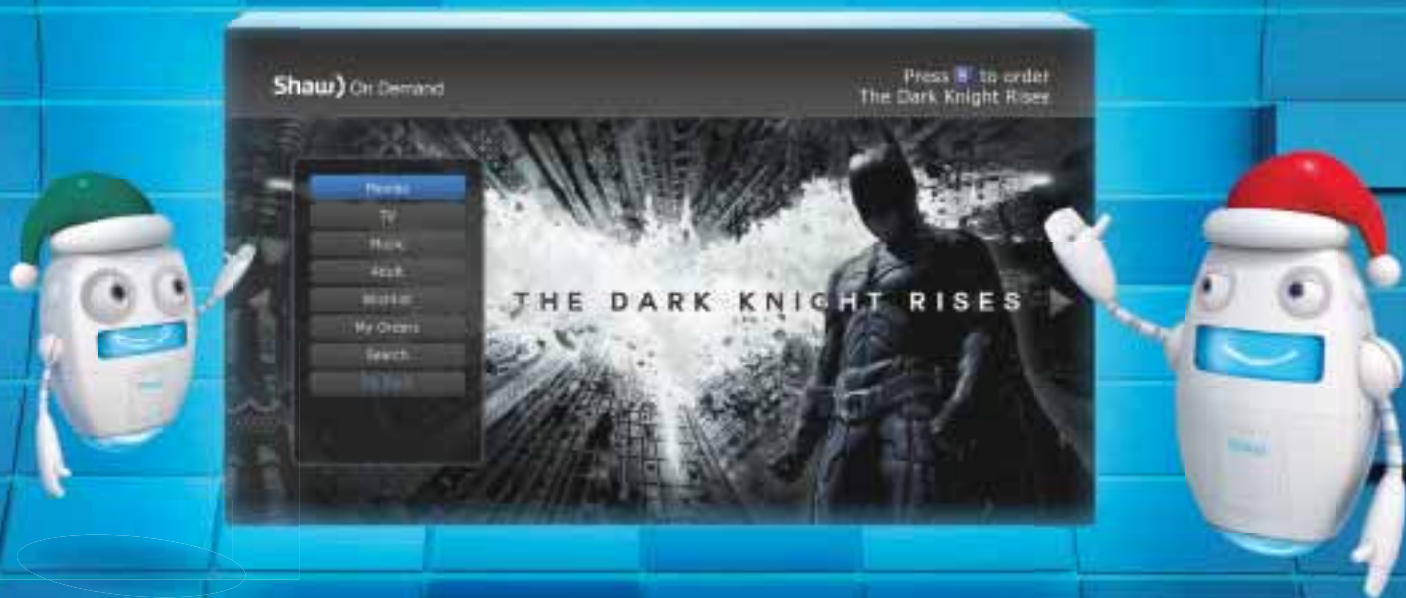 Shaw) On Demand
Press B to order
The Dark Knight Rises
Movies
TV
Music
Adult
Wishlist
My Orders
Search
THE DARK KNIGHT RISES